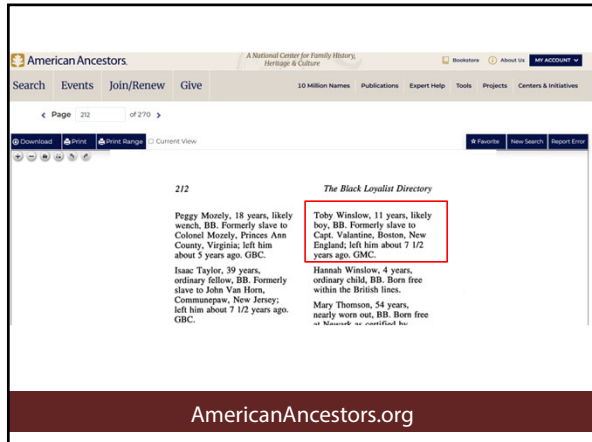 American Ancestors.
A National Center for Family History,
Heritage & Culture
Bookstore
About Us
MY ACCOUNT
Search
Events
Join/Renew
Give
10 Million Names
Publications
Expert Help
Tools
Projects
Centers & Initiatives
Page 212 of 270
Download
Print
Print Range
Current View
Favorite
New Search
Report Error
212
The Black Loyalist Directory
Peggy Mozely, 18 years, likely
wench, BB. Formerly slave to
Colonel Mozely, Princes Ann
County, Virginia; left him
about 5 years ago. GBC.
Isaac Taylor, 39 years,
ordinary fellow, BB. Formerly
slave to John Van Horn,
Communepaw, New Jersey;
left him about 7 1/2 years ago.
GBC.
Toby Winslow, 11 years, likely
boy, BB. Formerly slave to
Capt. Valantine, Boston, New
England; left him about 7 1/2
years ago. GMC.
Hannah Winslow, 4 years,
ordinary child, BB. Born free
within the British lines.
Mary Thomson, 54 years,
nearly worn out, BB. Born free
at Newark as certified by
AmericanAncestors.org